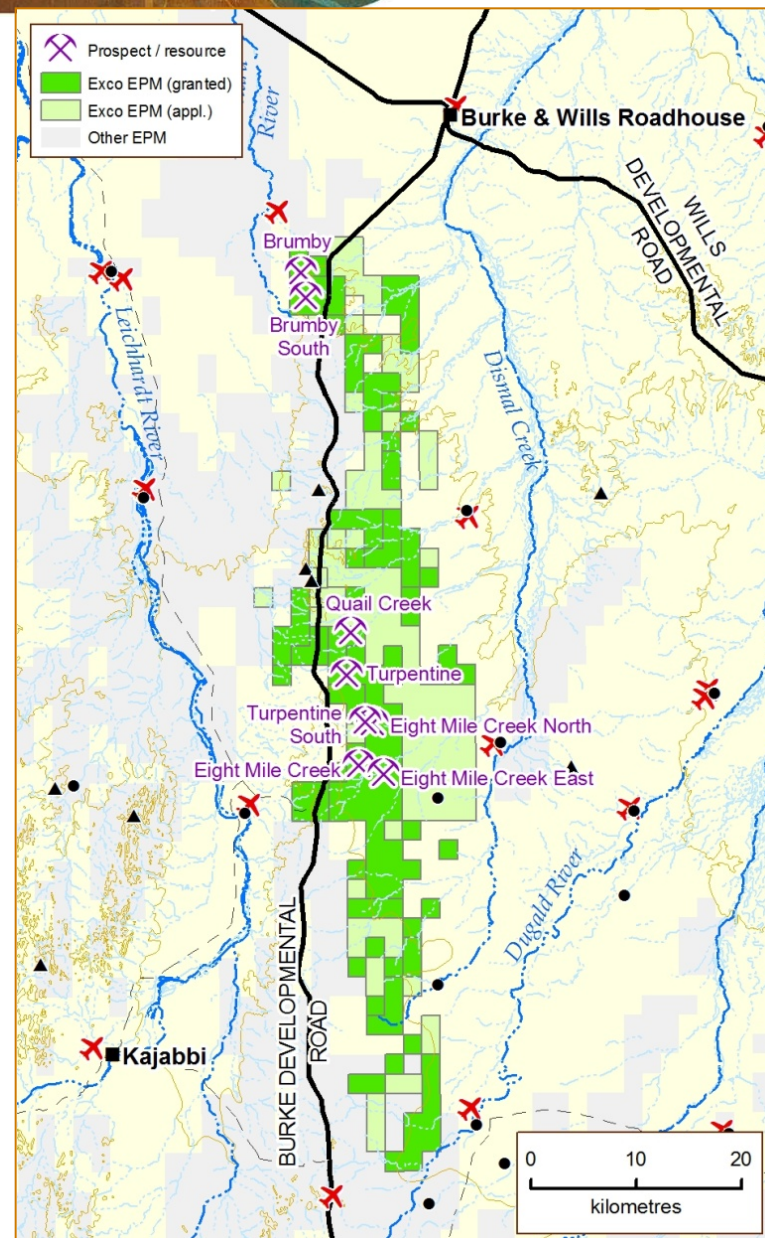 Prospect / resource
Exco EPM (granted)
Exco EPM (appl.)
Other EPM
River
Burke & Wills Roadhouse
WILLS
DEVELOPMENTAL
ROAD
Brumby
Brumby
South
Leichhardt River
Dismal Creek
Quail Creek
Turpentine
Turpentine
South
Eight Mile Creek North
Eight Mile Creek
Eight Mile Creek East
Dugald River
BURKE DEVELOPMENTAL
ROAD
Kajabbi
0 10 20
kilometres